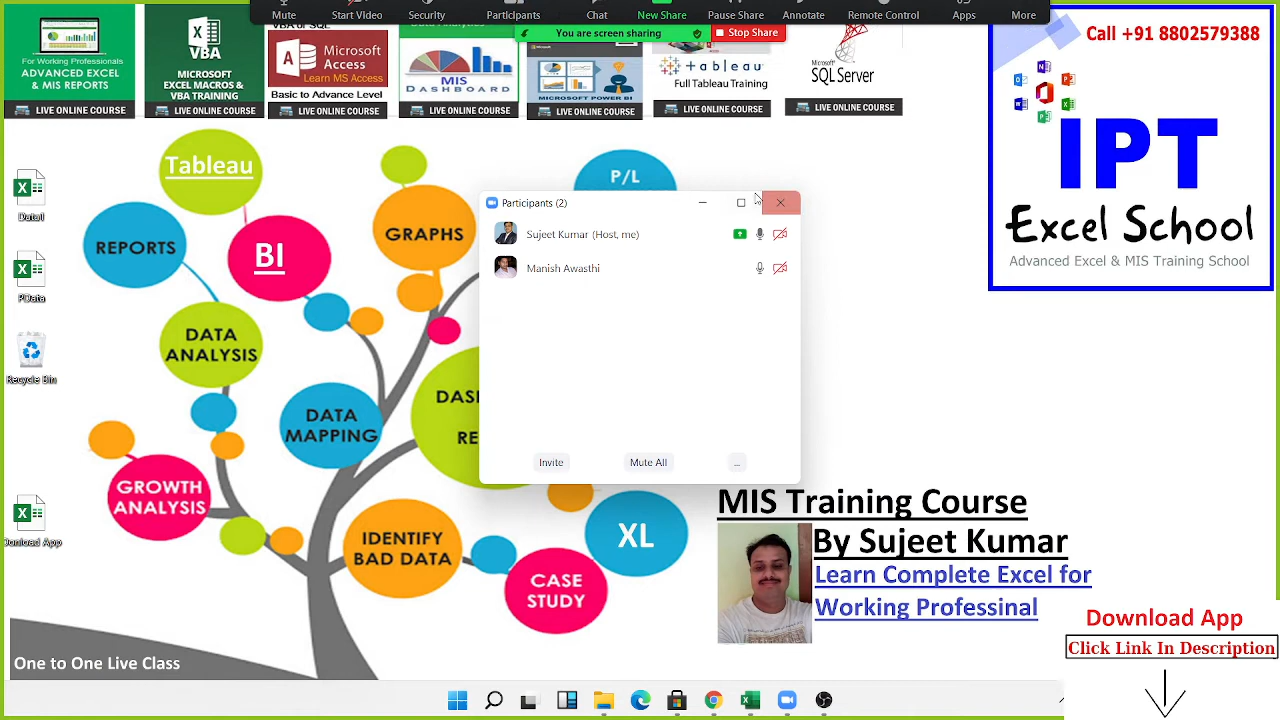 Mute
Start Video
Security
Participants
Chat
New Share
Pause Share
Annotate
Remote Control
Apps
More
You are screen sharing
Stop Share
For Working Professionals
ADVANCED EXCEL
& MIS REPORTS
LIVE ONLINE COURSE
VBA
MICROSOFT
EXCEL MACROS &
VBA TRAINING
LIVE ONLINE COURSE
VBA or SQL
Microsoft
Access
Learn MS Access
Basic to Advance Level
LIVE ONLINE COURSE
MIS
DASHBOARD
LIVE ONLINE COURSE
MICROSOFT POWER BI
LIVE ONLINE COURSE
+ a b l e a u
Full Tableau Training
LIVE ONLINE COURSE
Microsoft
SQL Server
LIVE ONLINE COURSE
Call +91 8802579388
IPT
Excel School
Advanced Excel & MIS Training School
PData
Recycle Bin
Tableau
REPORTS
BI
GRAPHS
P/L
DATA
ANALYSIS
DATA
MAPPING
GROWTH
ANALYSIS
IDENTIFY
BAD DATA
CASE
STUDY
XL
Participants (2)
Sujeet Kumar (Host, me)
Manish Awasthi
Invite
Mute All
...
MIS Training Course
By Sujeet Kumar
Learn Complete Excel for
Working Professinal
One to One Live Class
Download App
Click Link In Description